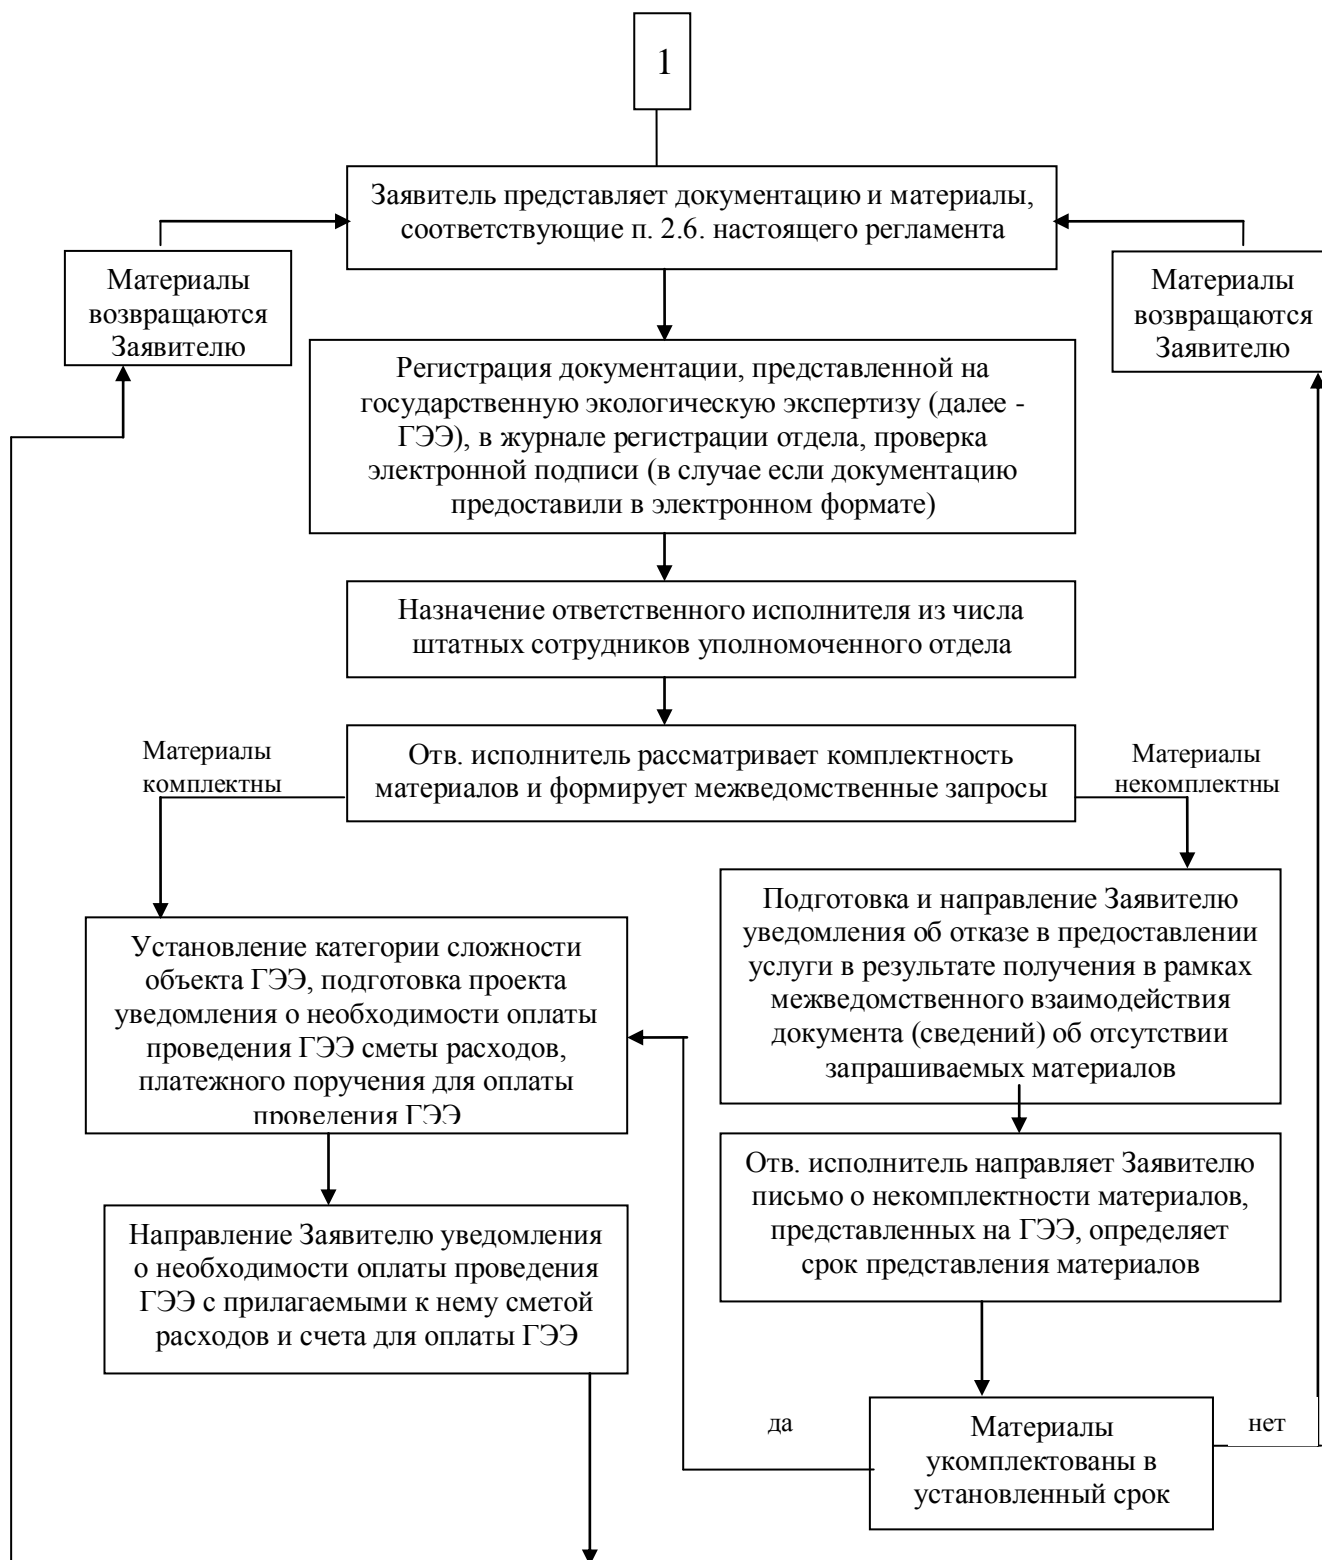 1
Заявитель представляет документацию и материалы,
соответствующие п. 2.6. настоящего регламента
Материалы
возвращаются
Заявителю
Материалы
возвращаются
Заявителю
Регистрация документации, представленной на
государственную экологическую экспертизу (далее -
ГЭЭ), в журнале регистрации отдела, проверка
электронной подписи (в случае если документацию
предоставили в электронном формате)
Назначение ответственного исполнителя из числа
штатных сотрудников уполномоченного отдела
Материалы
комплектны
Отв. исполнитель рассматривает комплектность
материалов и формирует межведомственные запросы
Материалы
некомплектны
Установление категории сложности
объекта ГЭЭ, подготовка проекта
уведомления о необходимости оплаты
проведения ГЭЭ сметы расходов,
платежного поручения для оплаты
проведения ГЭЭ
Подготовка и направление Заявителю
уведомления об отказе в предоставлении
услуги в результате получения в рамках
межведомственного взаимодействия
документа (сведений) об отсутствии
запрашиваемых материалов
Отв. исполнитель направляет Заявителю
письмо о некомплектности материалов,
представленных на ГЭЭ, определяет
срок представления материалов
Направление Заявителю уведомления
о необходимости оплаты проведения
ГЭЭ с прилагаемыми к нему сметой
расходов и счета для оплаты ГЭЭ
да
Материалы
укомплектованы в
установленный срок
нет